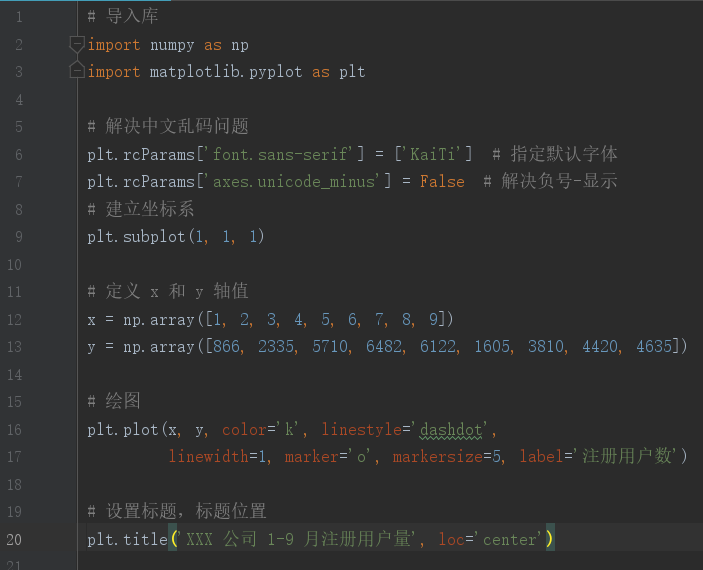 1 # 导入库
2 import numpy as np
3 import matplotlib.pyplot as plt
4
5 # 解决中文乱码问题
6 plt.rcParams['font.sans-serif'] = ['KaiTi']  # 指定默认字体
7 plt.rcParams['axes.unicode_minus'] = False  # 解决负号-显示
8 # 建立坐标系
9 plt.subplot(1, 1, 1)
10
11 # 定义 x 和 y 轴值
12 x = np.array([1, 2, 3, 4, 5, 6, 7, 8, 9])
13 y = np.array([866, 2335, 5710, 6482, 6122, 1605, 3810, 4420, 4635])
14
15 # 绘图
16 plt.plot(x, y, color='k', linestyle='dashdot',
17          linewidth=1, marker='o', markersize=5, label='注册用户数')
18
19 # 设置标题，标题位置
20 plt.title('XXX 公司 1-9 月注册用户量', loc='center')
21